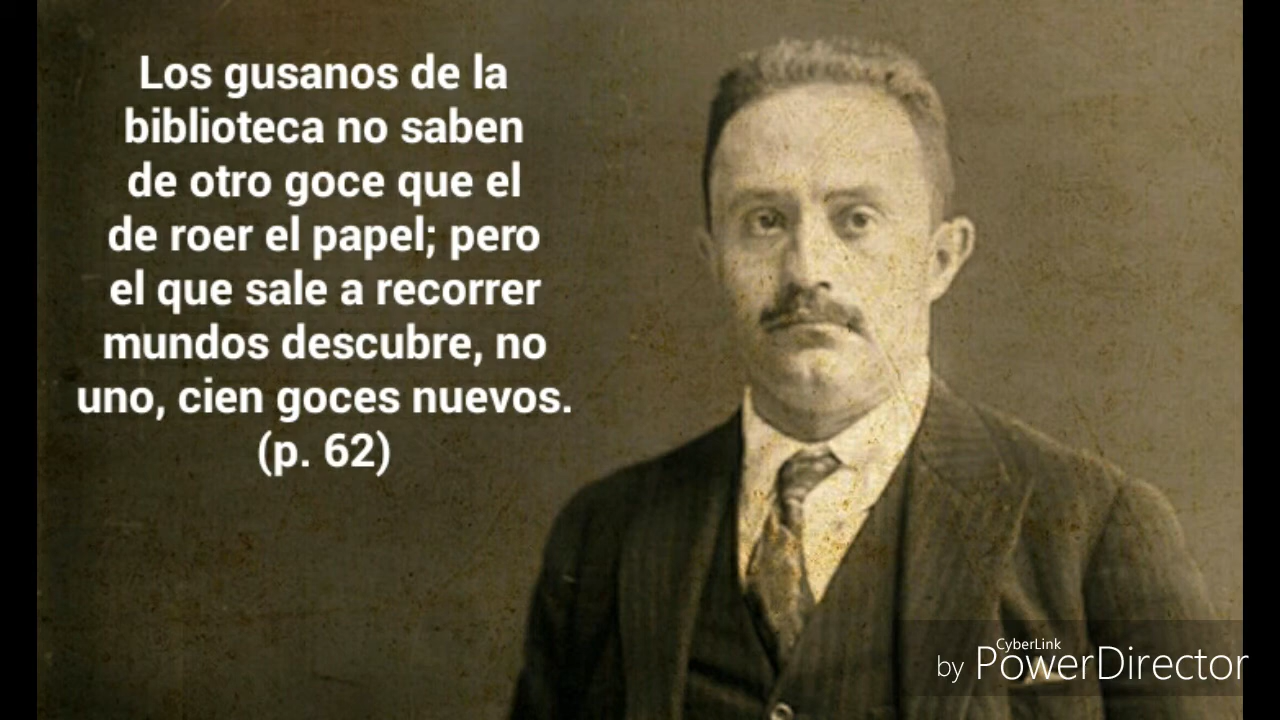 Los gusanos de la
biblioteca no saben
de otro goce que el
de roer el papel; pero
el que sale a recorrer
mundos descubre, no
uno, cien goces nuevos.
(p. 62)
CyberLink
by PowerDirector